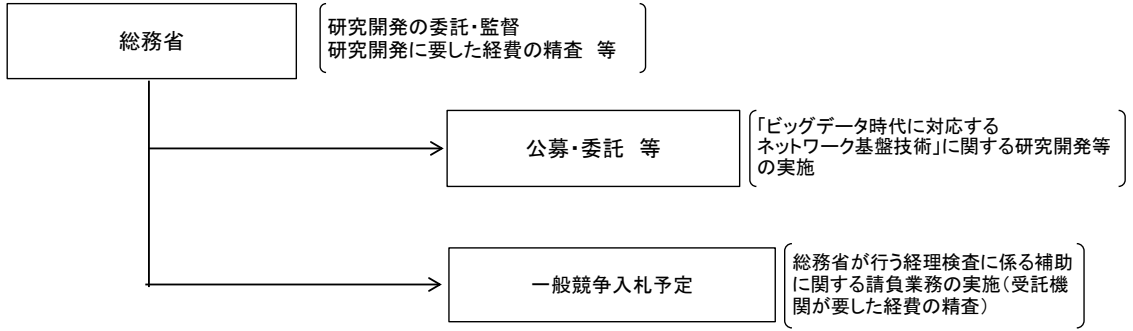 総務省
研究開発の委託・監督
研究開発に要した経費の精査　等
公募・委託　等
「ビッグデータ時代に対応する
ネットワーク基盤技術」に関する研究開発等
の実施
一般競争入札予定
総務省が行う経理検査に係る補助
に関する請負業務の実施(受託機
関が要した経費の精査)